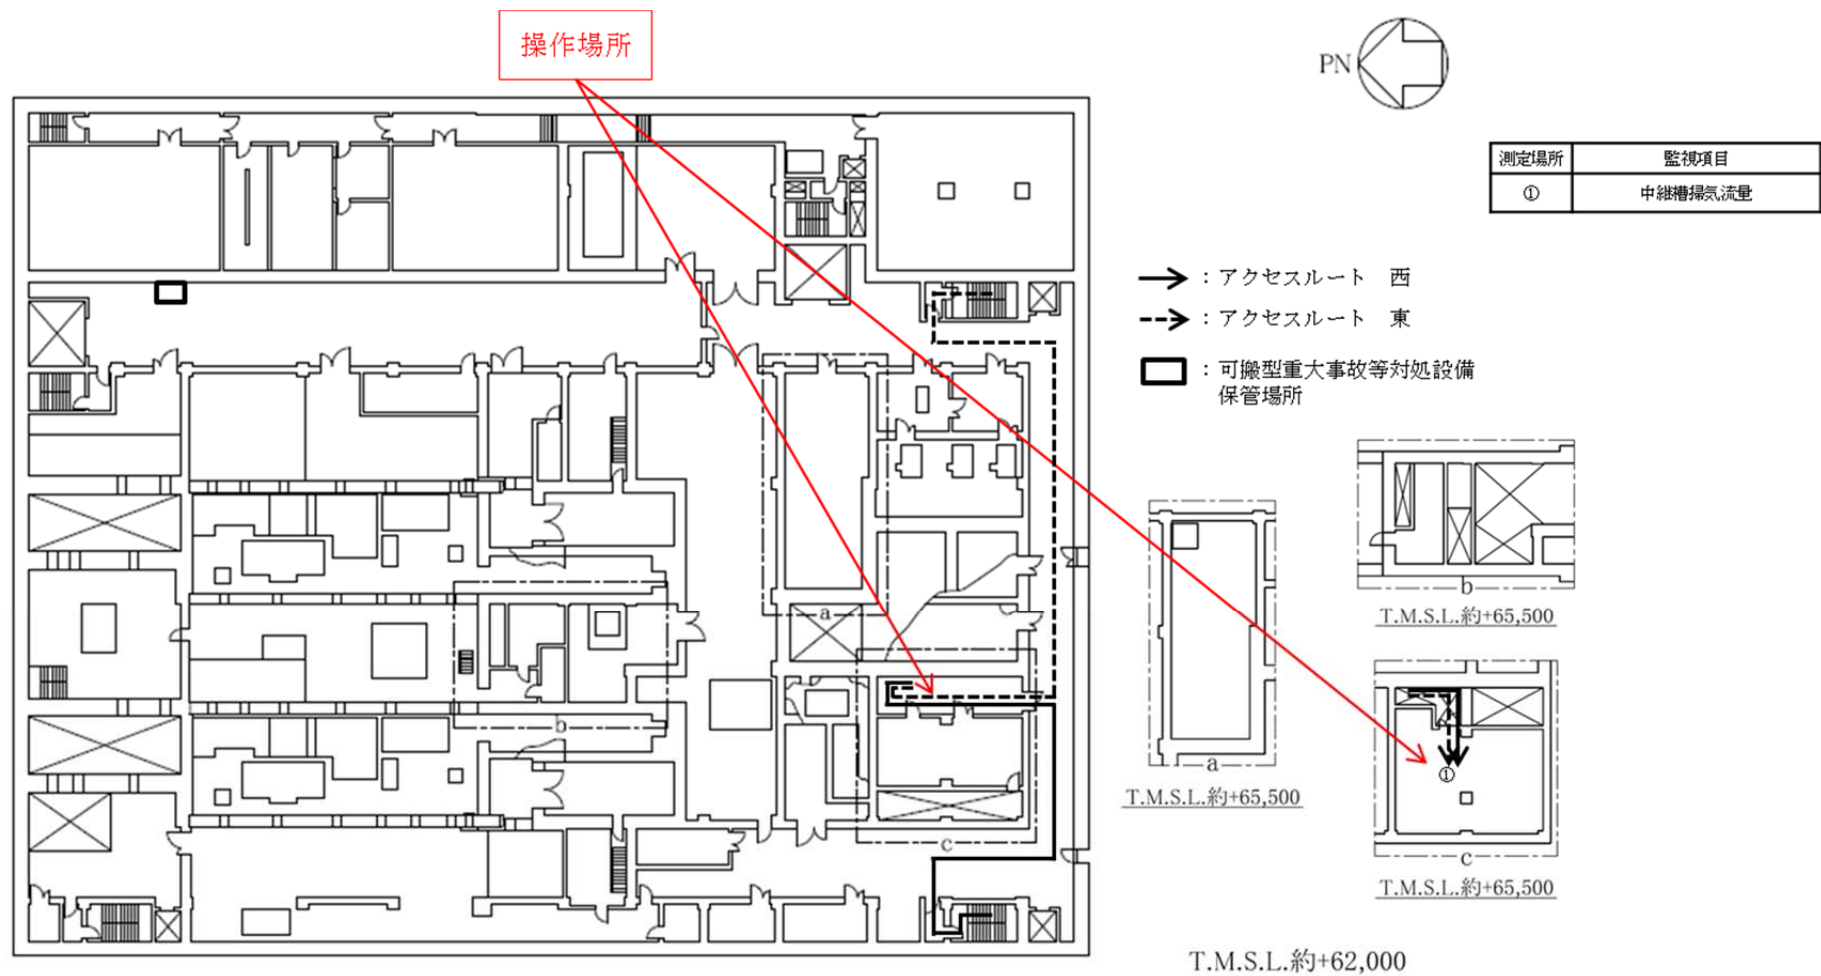 操作場所
PN
測定場所 監視項目
① 中継槽掃気流量
：アクセスルート　西
：アクセスルート　東
：可搬型重大事故等対処設備
保管場所
a
b
c
b
T.M.S.L.約+65,500
a
T.M.S.L.約+65,500
①
c
T.M.S.L.約+65,500
T.M.S.L.約+62,000